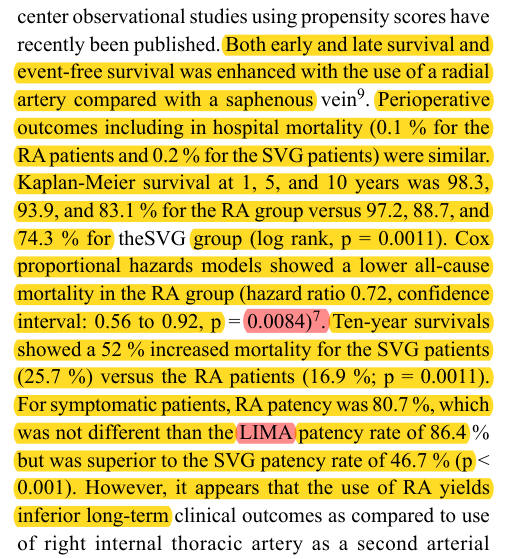 center observational studies using propensity scores have
recently been published. Both early and late survival and
event-free survival was enhanced with the use of a radial
artery compared with a saphenous vein9. Perioperative
outcomes including in hospital mortality (0.1 % for the
RA patients and 0.2 % for the SVG patients) were similar.
Kaplan-Meier survival at 1, 5, and 10 years was 98.3,
93.9, and 83.1 % for the RA group versus 97.2, 88.7, and
74.3 % for theSVG group (log rank, p = 0.0011). Cox
proportional hazards models showed a lower all-cause
mortality in the RA group (hazard ratio 0.72, confidence
interval: 0.56 to 0.92, p = 0.0084)7. Ten-year survivals
showed a 52 % increased mortality for the SVG patients
(25.7 %) versus the RA patients (16.9 %; p = 0.0011).
For symptomatic patients, RA patency was 80.7 %, which
was not different than the LIMA patency rate of 86.4 %
but was superior to the SVG patency rate of 46.7 % (p <
0.001). However, it appears that the use of RA yields
inferior long-term clinical outcomes as compared to use
of right internal thoracic artery as a second arterial